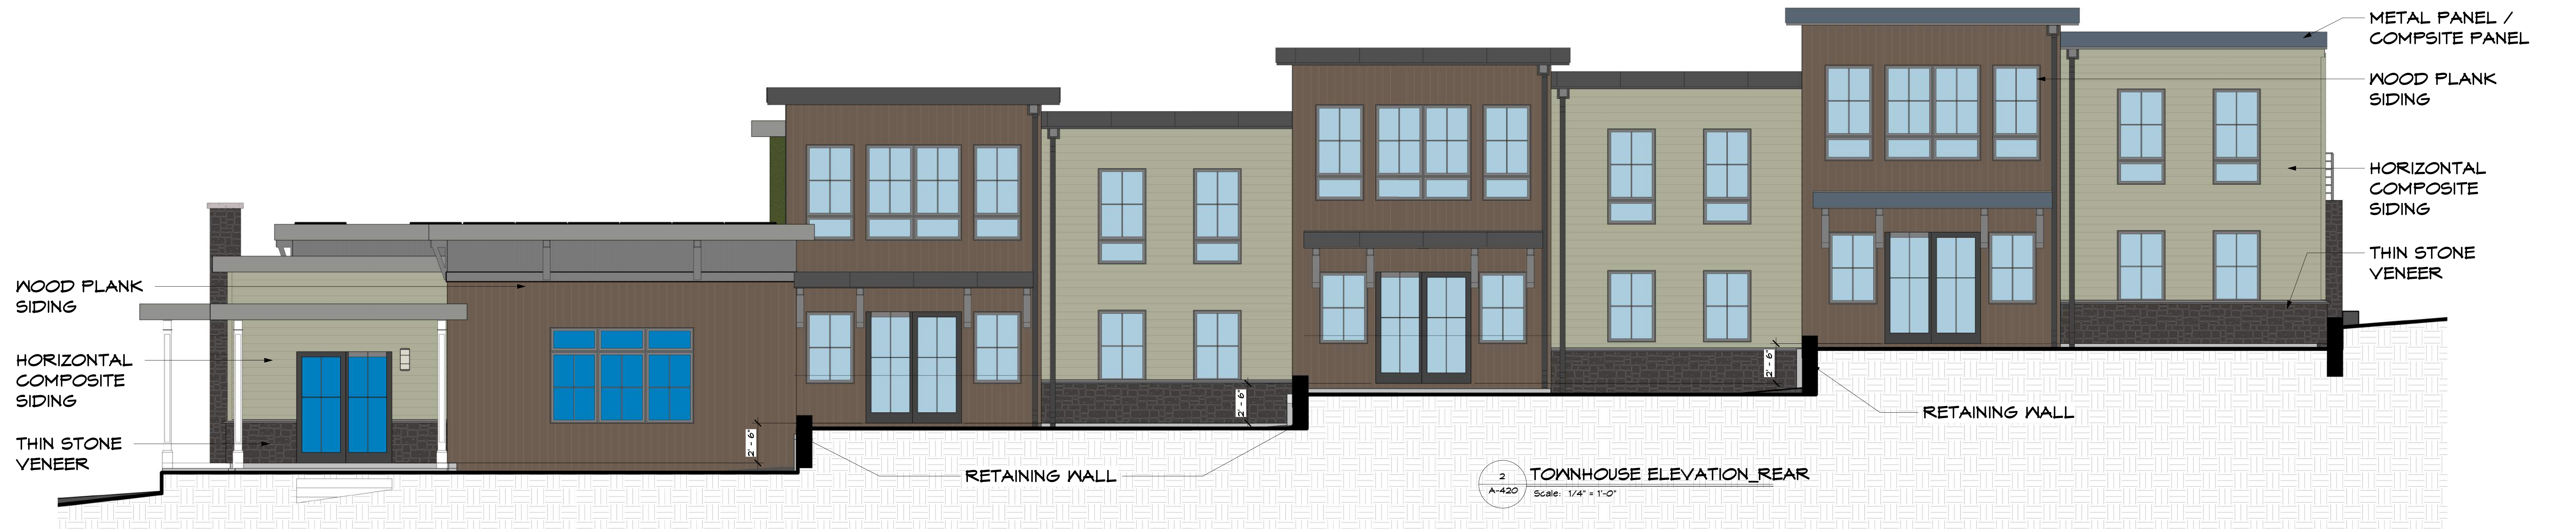 METAL PANEL /
COMPSITE PANEL
WOOD PLANK
SIDING
HORIZONTAL
COMPOSITE
SIDING
THIN STONE
VENEER
WOOD PLANK
SIDING
HORIZONTAL
COMPOSITE
SIDING
THIN STONE
VENEER
2' - 6"
2' - 6"
2' - 6"
RETAINING WALL
RETAINING WALL
2
A-420
TOWNHOUSE ELEVATION_REAR
Scale: 1/4" = 1'-0"